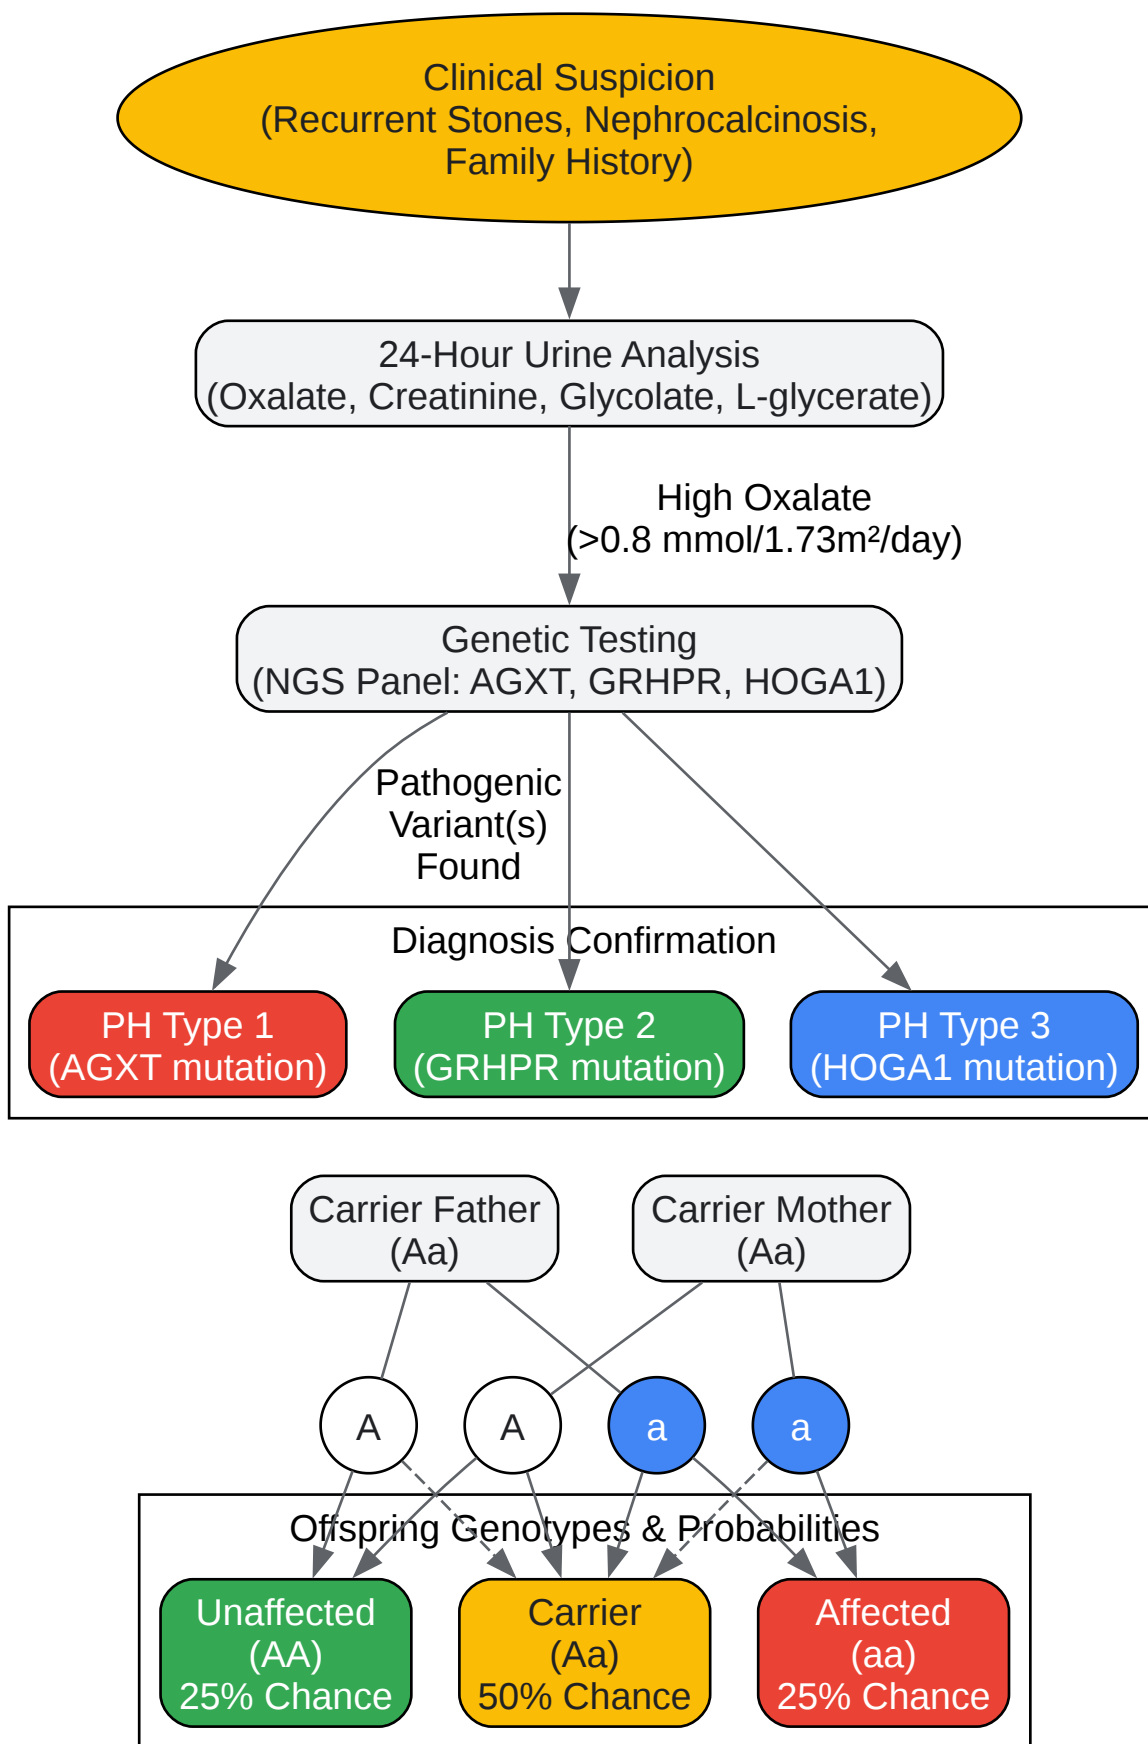 Clinical Suspicion
(Recurrent Stones, Nephrocalcinosis,
Family History)
24-Hour Urine Analysis
(Oxalate, Creatinine, Glycolate, L-glycerate)
High Oxalate
(>0.8 mmol/1.73m²/day)
Genetic Testing
(NGS Panel: AGXT, GRHPR, HOGA1)
Pathogenic
Variant(s)
Found
Diagnosis Confirmation
PH Type 1
(AGXT mutation)
PH Type 2
(GRHPR mutation)
PH Type 3
(HOGA1 mutation)
Carrier Father
(Aa)
Carrier Mother
(Aa)
A
A
a
a
Offspring Genotypes & Probabilities
Unaffected
(AA)
25% Chance
Carrier
(Aa)
50% Chance
Affected
(aa)
25% Chance